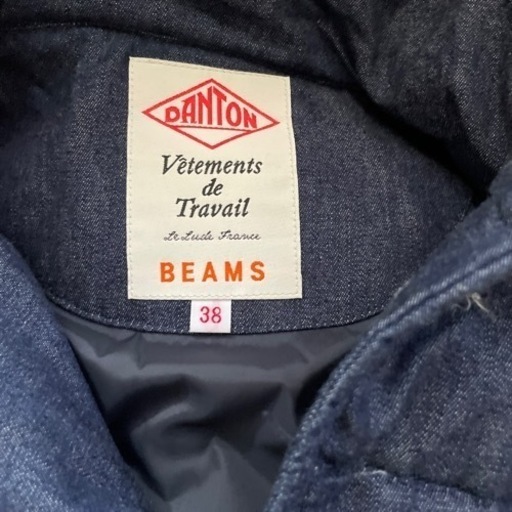 DANTON
Vêtements
de
Travail
Le Lude France
BEAMS
38